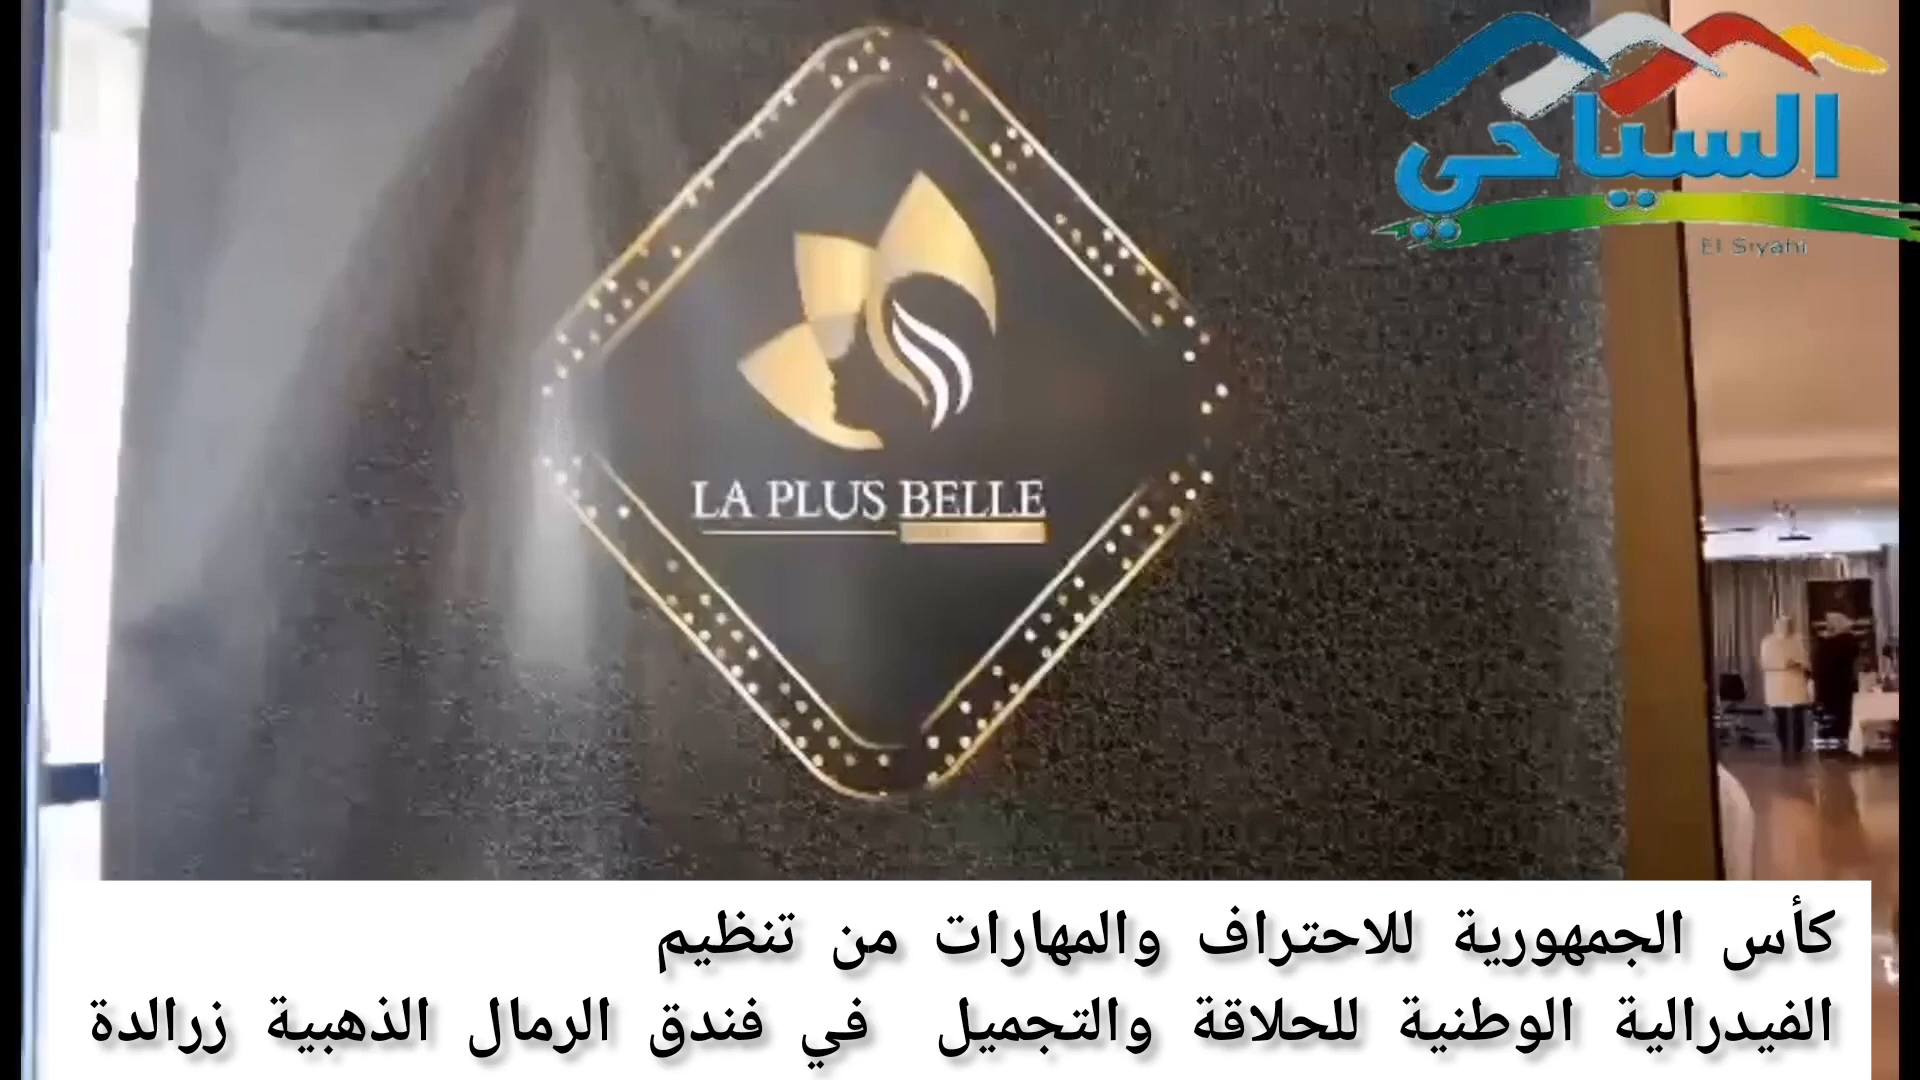 السياحي
El Siyahi
LA PLUS BELLE
كأس الجمهورية للاحتراف والمهارات من تنظيم
الفيدرالية الوطنية للحلاقة والتجميل في فندق الرمال الذهبية زرالدة